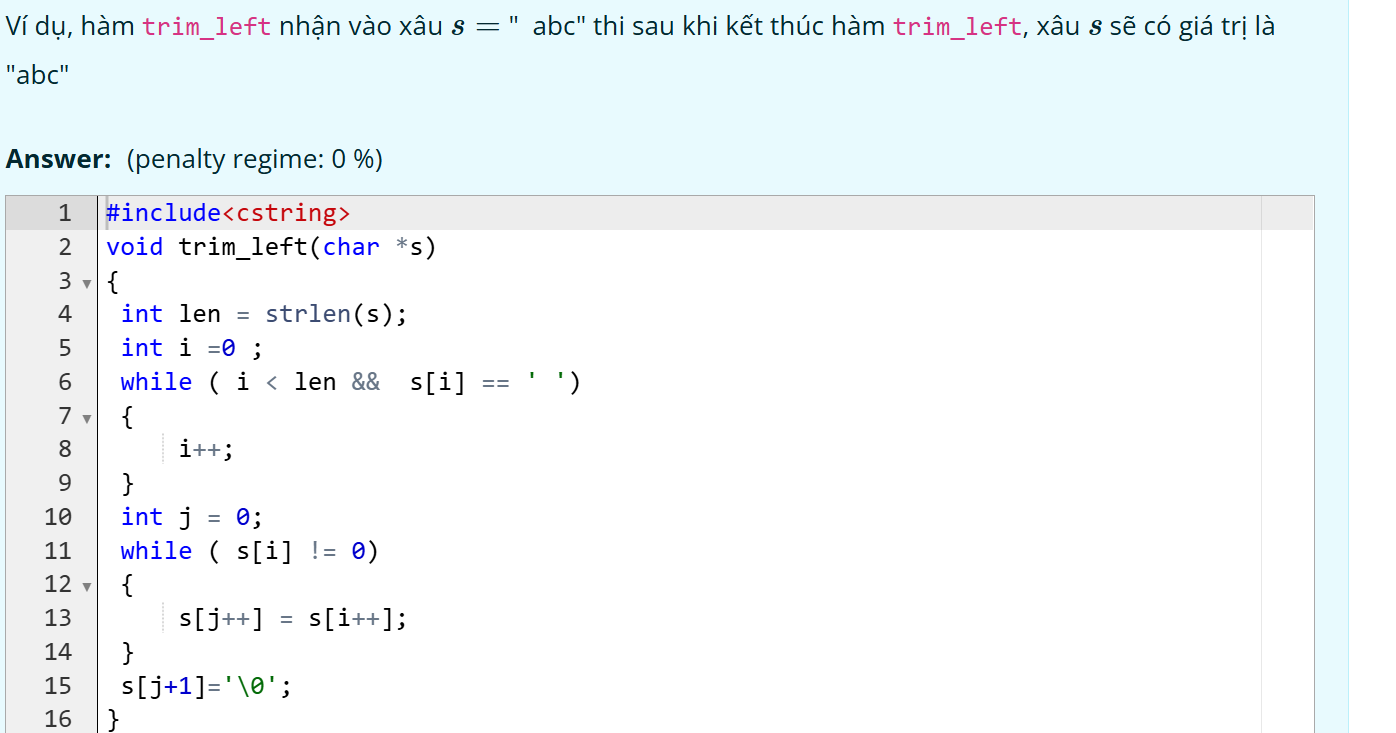 Ví dụ, hàm trim_left nhận vào xâu s = "  abc" thi sau khi kết thúc hàm trim_left, xâu s sẽ có giá trị là
"abc"
Answer: (penalty regime: 0 %)
1 #include<cstring>
2 void trim_left(char *s)
3 {
4  int len = strlen(s);
5  int i =0 ;
6  while ( i < len &&  s[i] == ' ')
7  {
8      i++;
9  }
10  int j = 0;
11  while ( s[i] != 0)
12  {
13      s[j++] = s[i++];
14  }
15  s[j+1]='\0';
16 }